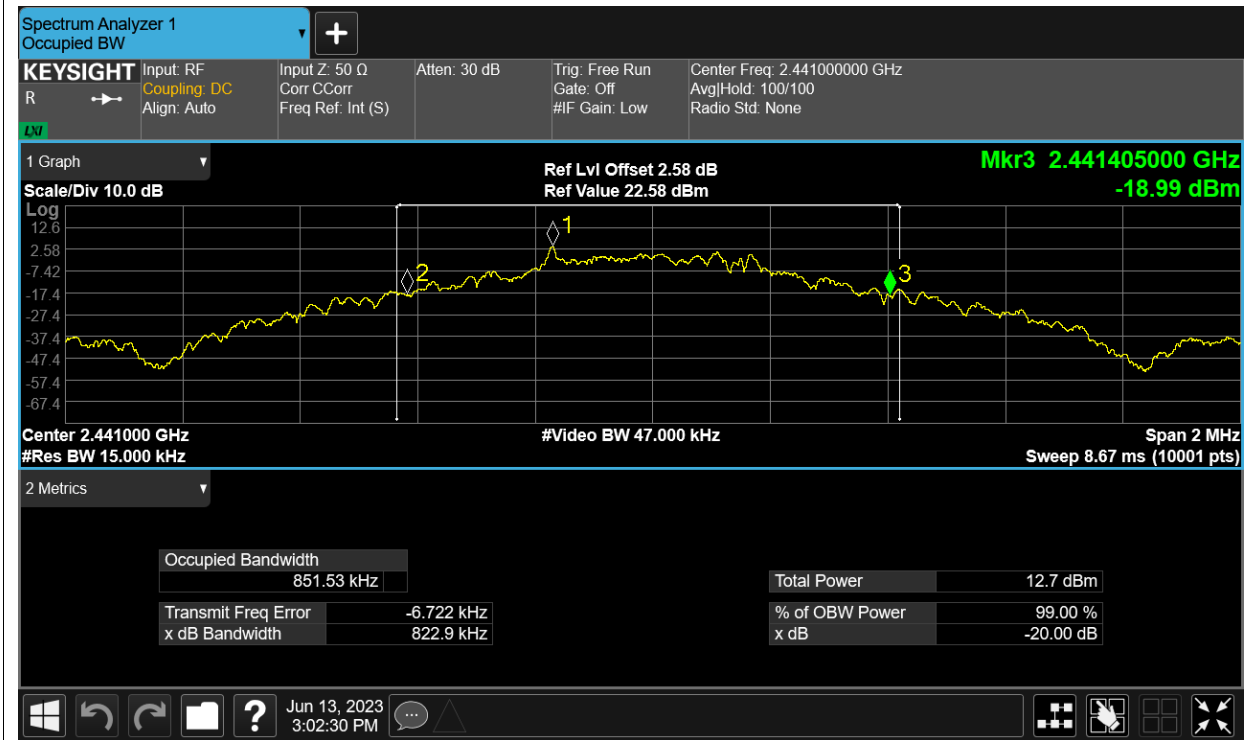 Spectrum Analyzer 1
Occupied BW
KEYSIGHT
R
LXI
Input: RF
Coupling: DC
Align: Auto
Input Z: 50 Ω
Corr CCorr
Freq Ref: Int (S)
Atten: 30 dB
Trig: Free Run
Gate: Off
#IF Gain: Low
Center Freq: 2.441000000 GHz
Avg|Hold: 100/100
Radio Std: None
1 Graph
Scale/Div 10.0 dB
Ref Lvl Offset 2.58 dB
Ref Value 22.58 dBm
Mkr3 2.441405000 GHz
-18.99 dBm
Log
12.6
2.58
-7.42
-17.4
-27.4
-37.4
-47.4
-57.4
-67.4
1
2
3
Center 2.441000 GHz
#Res BW 15.000 kHz
#Video BW 47.000 kHz
Span 2 MHz
Sweep 8.67 ms (10001 pts)
2 Metrics
Occupied Bandwidth
851.53 kHz
Transmit Freq Error -6.722 kHz
x dB Bandwidth 822.9 kHz
Total Power 12.7 dBm
% of OBW Power 99.00 %
x dB -20.00 dB
?
Jun 13, 2023
3:02:30 PM